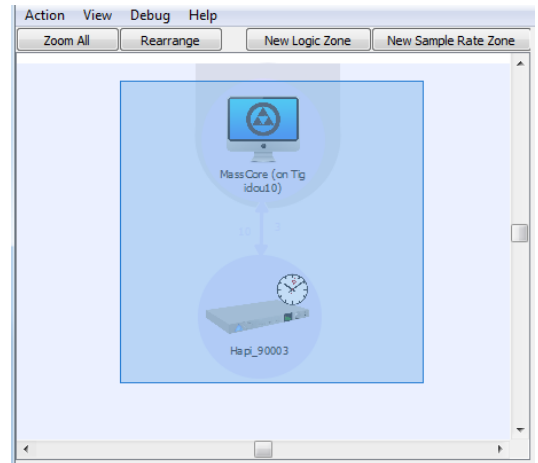 Action View Debug Help
Zoom All Rearrange New Logic Zone New Sample Rate Zone
MassCore (on Tig
idou10)
Hapi_90003